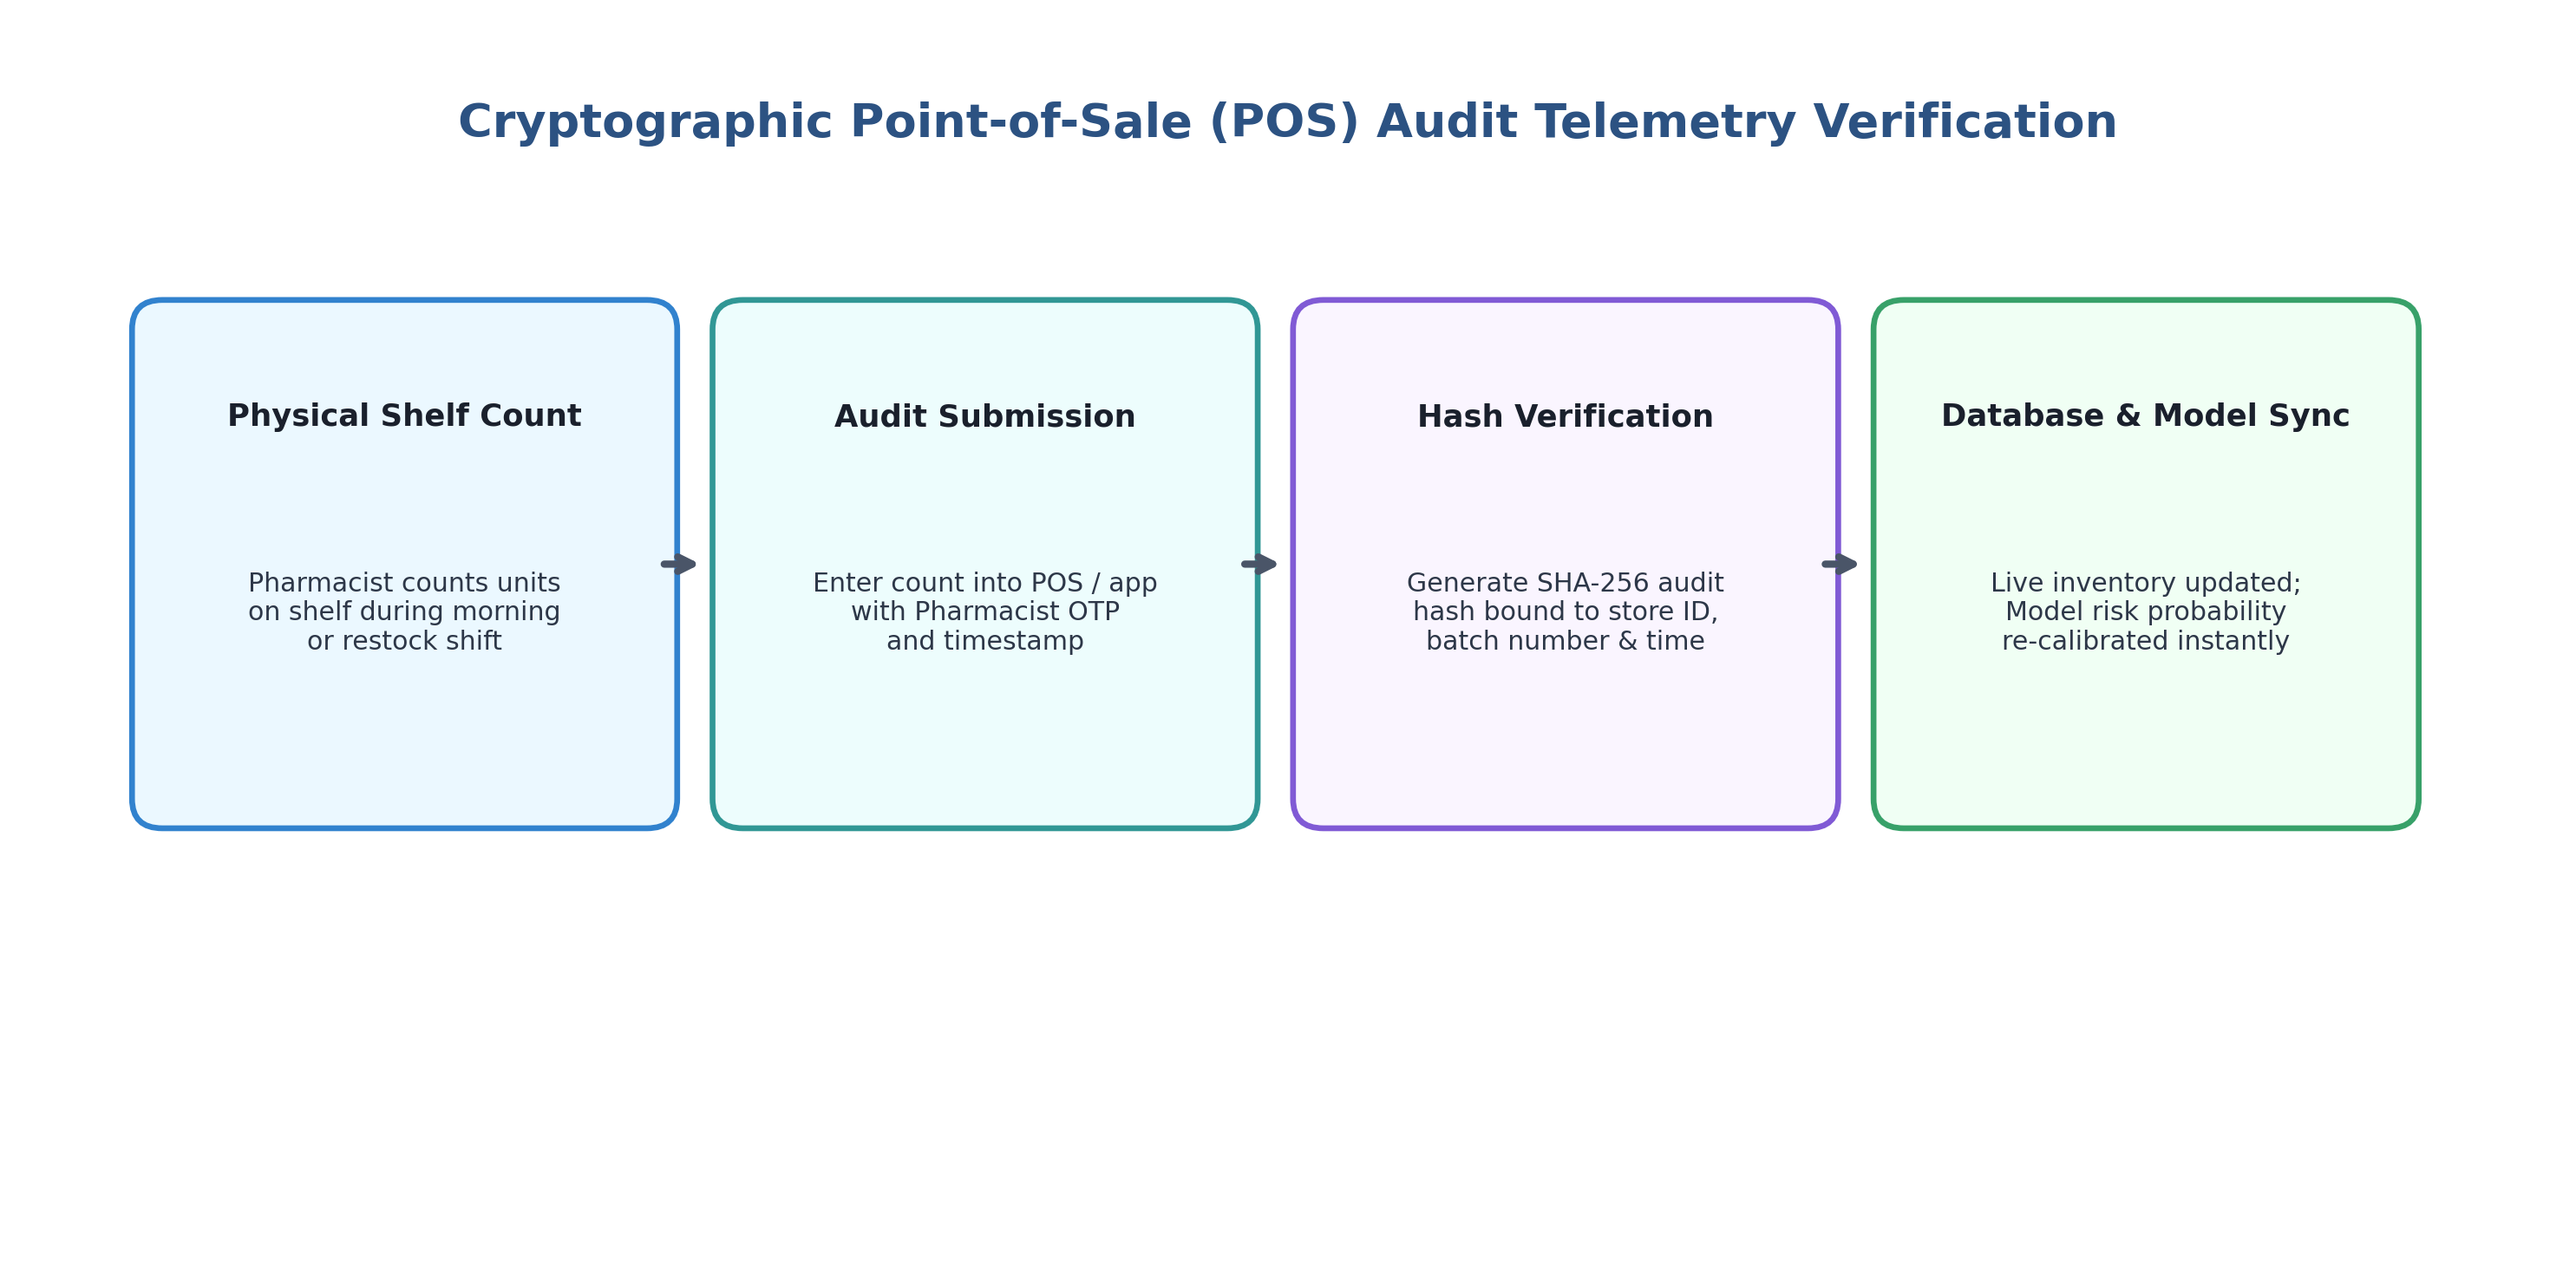 Cryptographic Point-of-Sale (POS) Audit Telemetry Verification
Physical Shelf Count
Pharmacist counts units
on shelf during morning
or restock shift
Audit Submission
Enter count into POS / app
with Pharmacist OTP
and timestamp
Hash Verification
Generate SHA-256 audit
hash bound to store ID,
batch number & time
Database & Model Sync
Live inventory updated;
Model risk probability
re-calibrated instantly